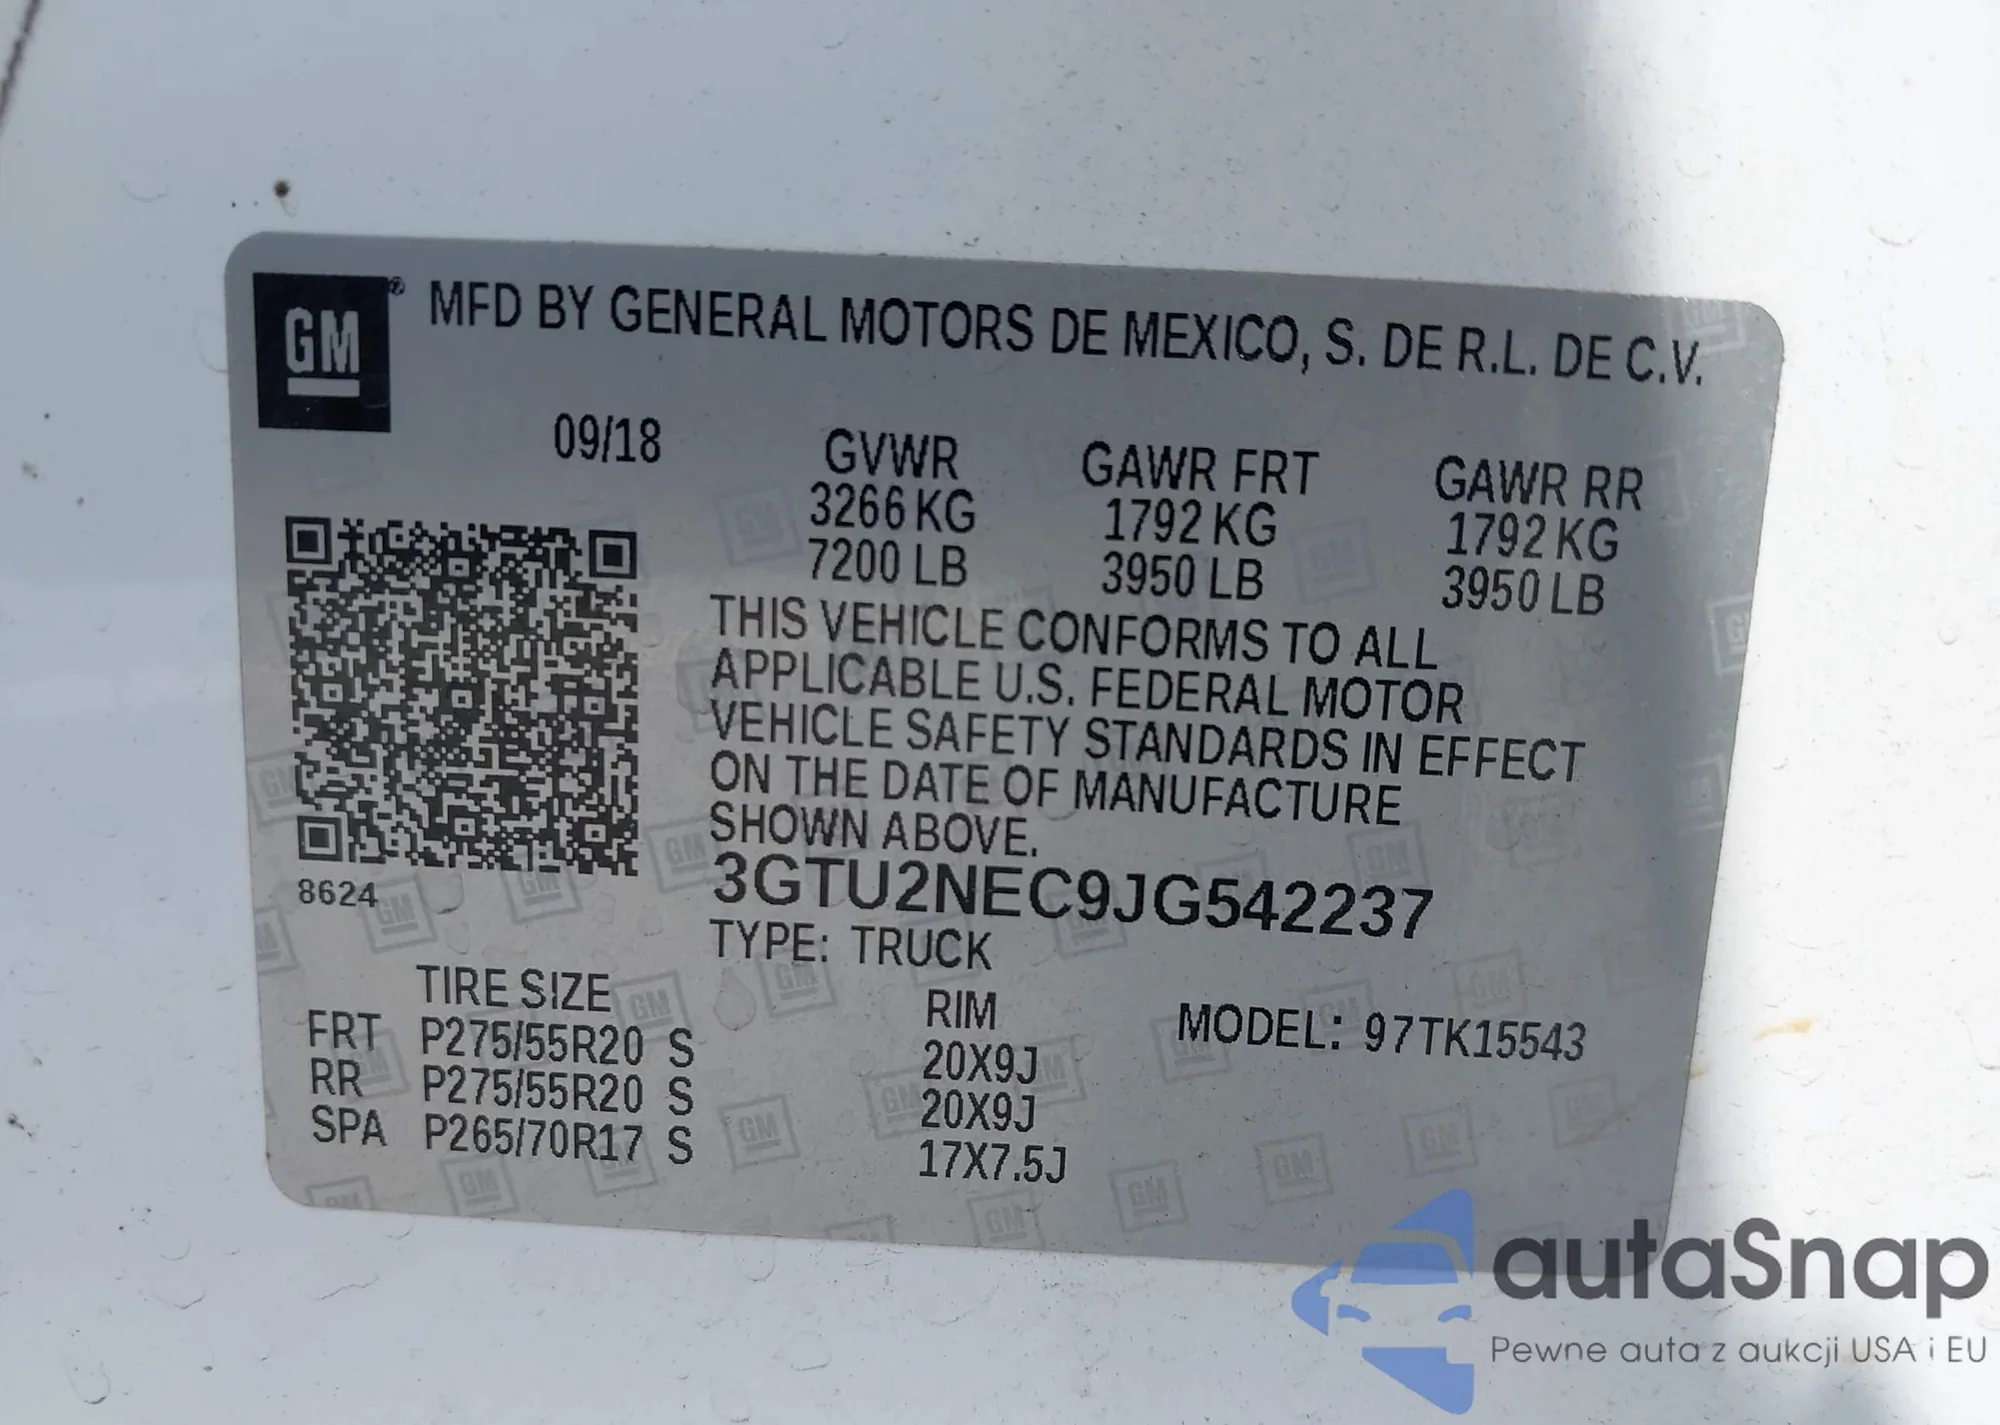 GM® MFD BY GENERAL MOTORS DE MEXICO, S. DE R.L. DE C.V.
09/18 GVWR GAWR FRT GAWR RR
3266 KG 1792 KG 1792 KG
7200 LB 3950 LB 3950 LB
THIS VEHICLE CONFORMS TO ALL
APPLICABLE U.S. FEDERAL MOTOR
VEHICLE SAFETY STANDARDS IN EFFECT
ON THE DATE OF MANUFACTURE
SHOWN ABOVE.
8624
3GTU2NEC9JG542237
TYPE: TRUCK
TIRE SIZE RIM MODEL: 97TK15543
FRT P275/55R20 S 20X9J
RR P275/55R20 S 20X9J
SPA P265/70R17 S 17X7.5J
autaSnap
Pewne auta z aukcji USA i EU